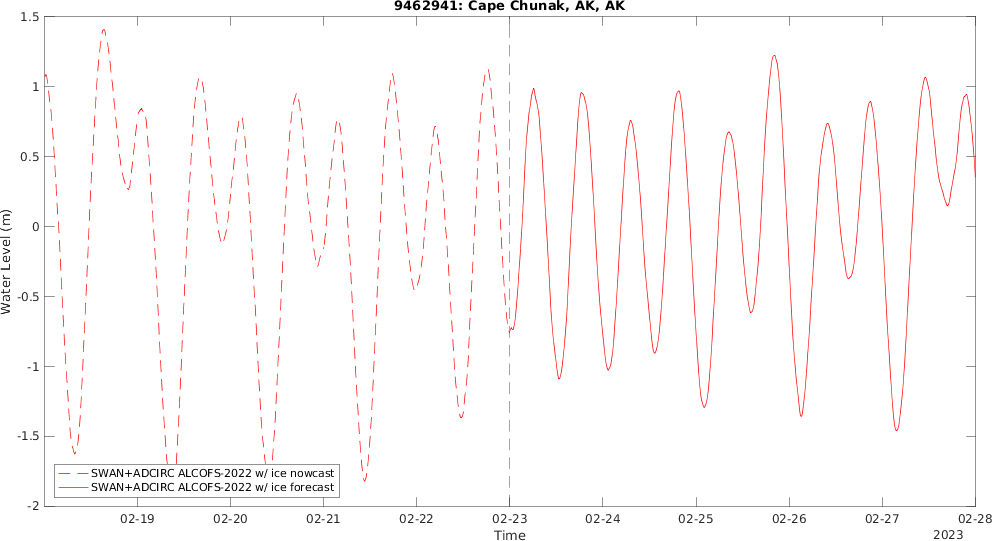 9462941: Cape Chunak, AK, AK
1.5
1
0.5
0
-0.5
-1
-1.5
-2
Water Level (m)
SWAN+ADCIRC ALCOFS-2022 w/ ice nowcast
SWAN+ADCIRC ALCOFS-2022 w/ ice forecast
02-19 02-20 02-21 02-22 02-23 02-24 02-25 02-26 02-27 02-28
Time
2023